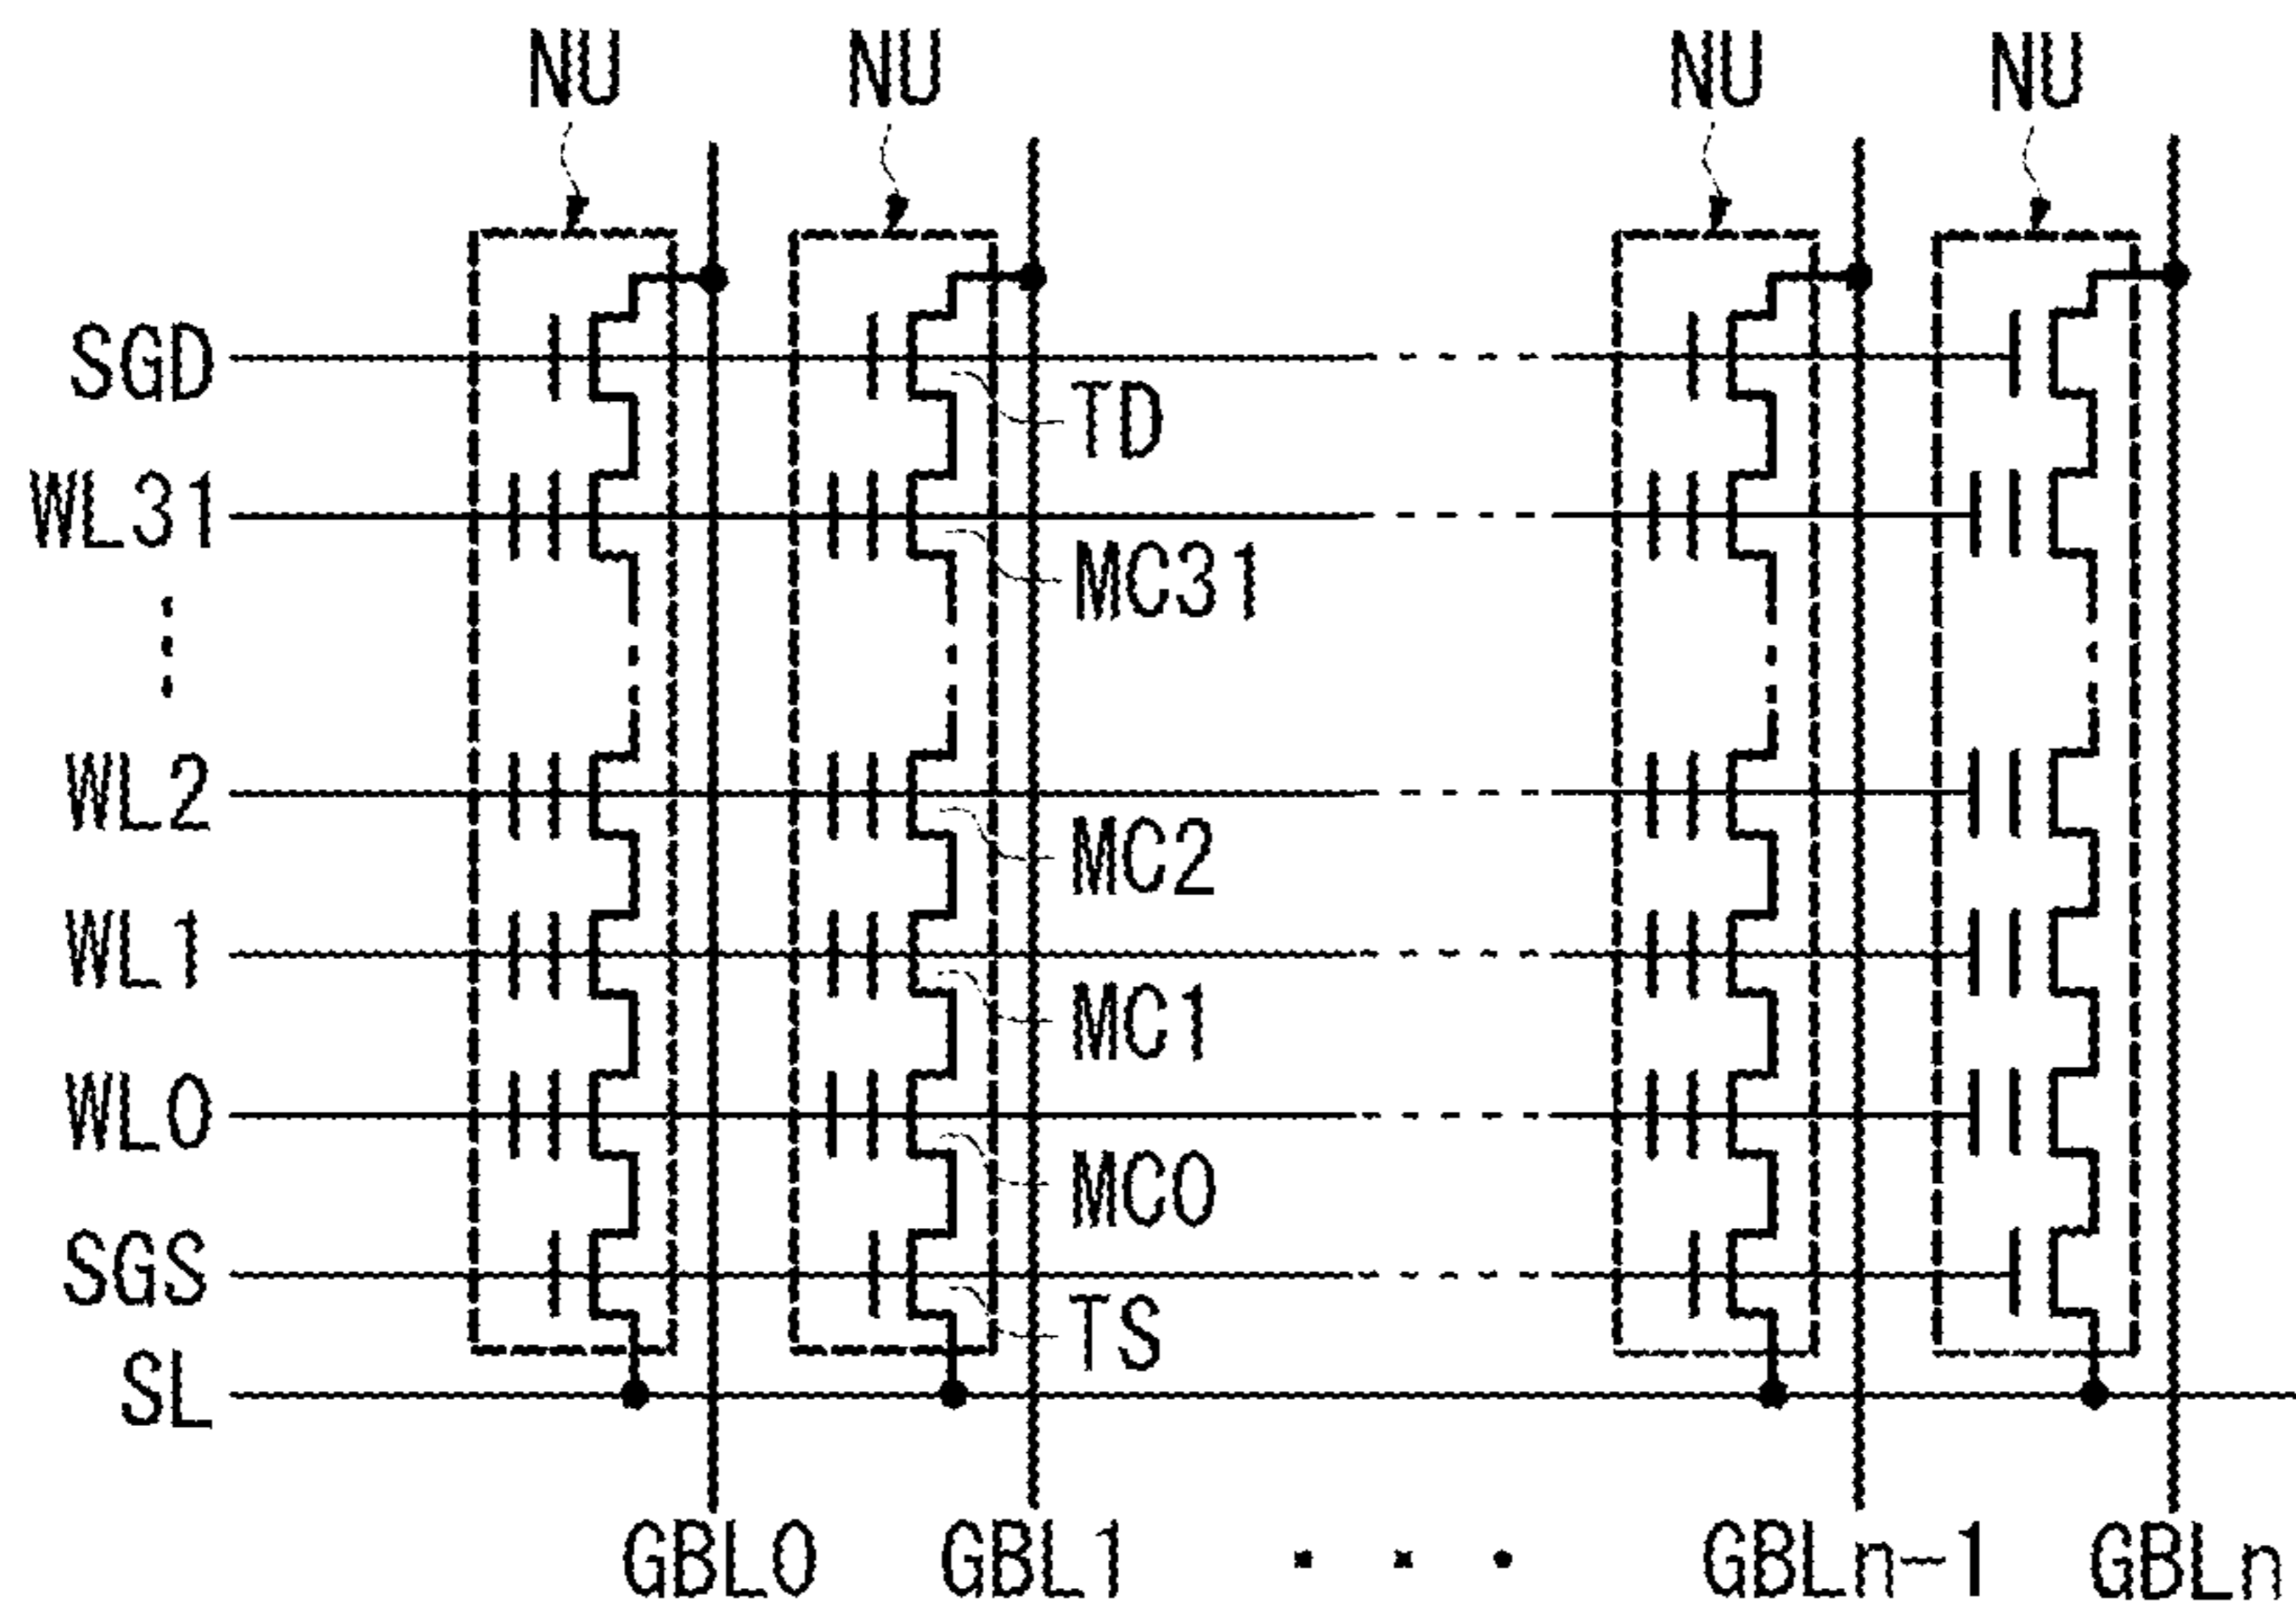 NU NU NU NU
SGD
TD
WL31
MC31
WL2
MC2
WL1
MC1
WL0
MC0
SGS
TS
SL
GBL0 GBL1 ··· GBLn-1 GBLn